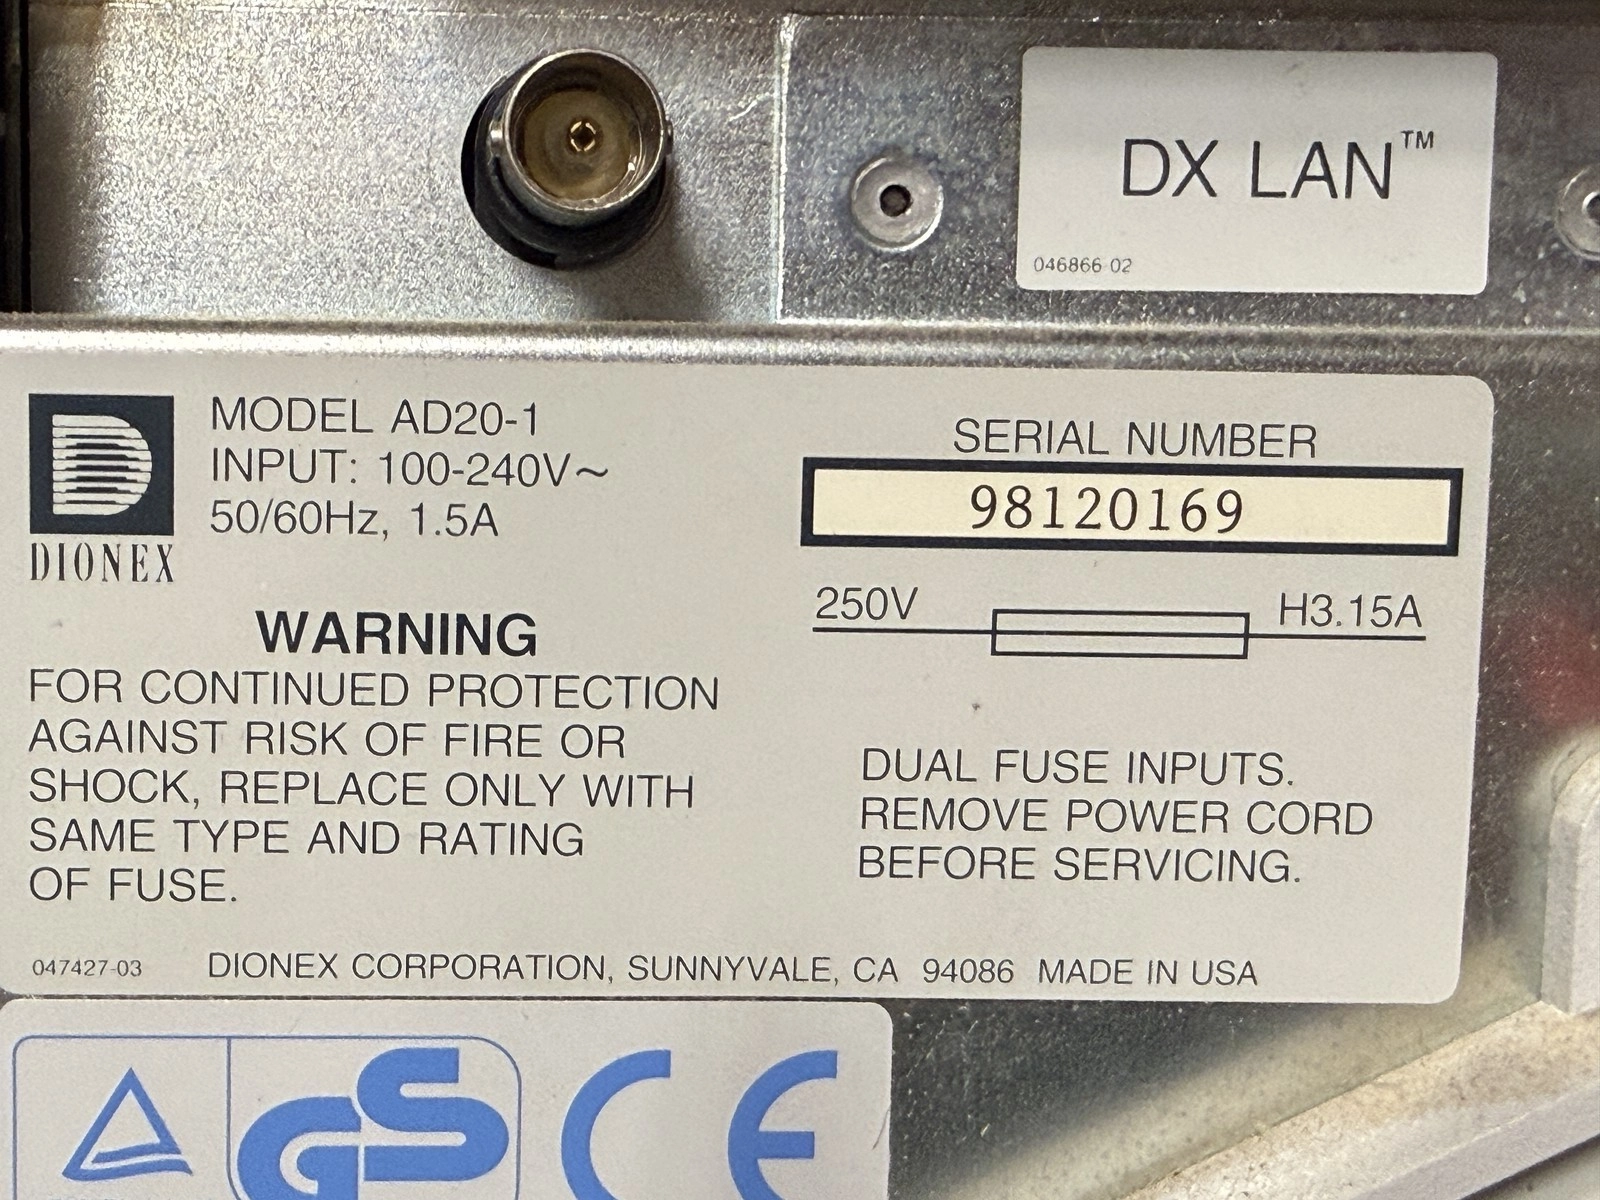 DX LAN™
046866-02
DIONEX
MODEL AD20-1
INPUT: 100-240V~
50/60Hz, 1.5A
WARNING
FOR CONTINUED PROTECTION
AGAINST RISK OF FIRE OR
SHOCK, REPLACE ONLY WITH
SAME TYPE AND RATING
OF FUSE.
SERIAL NUMBER
98120169
250V H3.15A
DUAL FUSE INPUTS.
REMOVE POWER CORD
BEFORE SERVICING.
047427-03 DIONEX CORPORATION, SUNNYVALE, CA 94086 MADE IN USA
GS CE